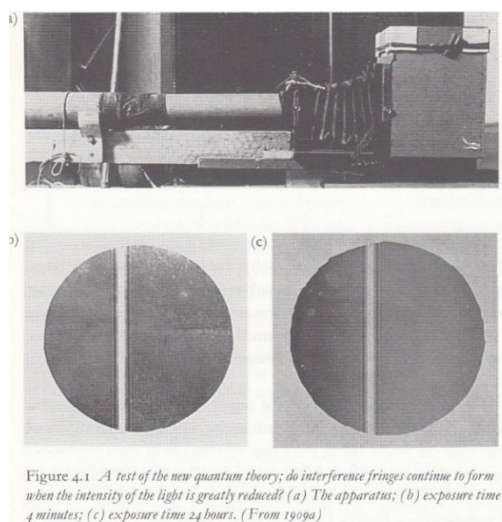 a)
b)
(c)
Figure 4.1 A test of the new quantum theory; do interference fringes continue to form
when the intensity of the light is greatly reduced? (a) The apparatus; (b) exposure time
4 minutes; (c) exposure time 24 hours. (From 1909a)